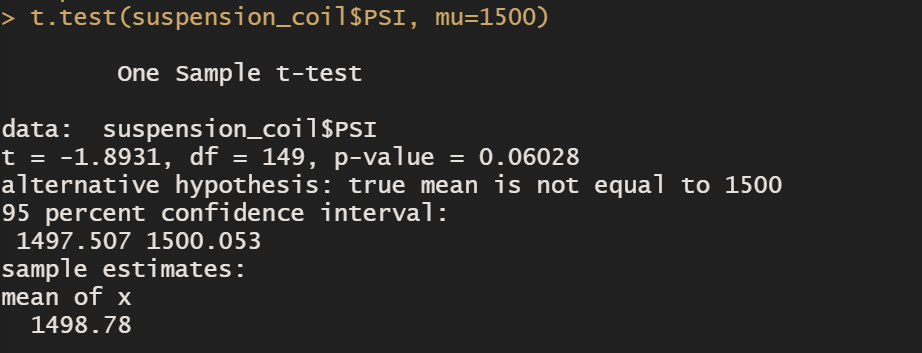 > t.test(suspension_coil$PSI, mu=1500)
One Sample t-test
data:  suspension_coil$PSI
t = -1.8931, df = 149, p-value = 0.06028
alternative hypothesis: true mean is not equal to 1500
95 percent confidence interval:
1497.507 1500.053
sample estimates:
mean of x
1498.78